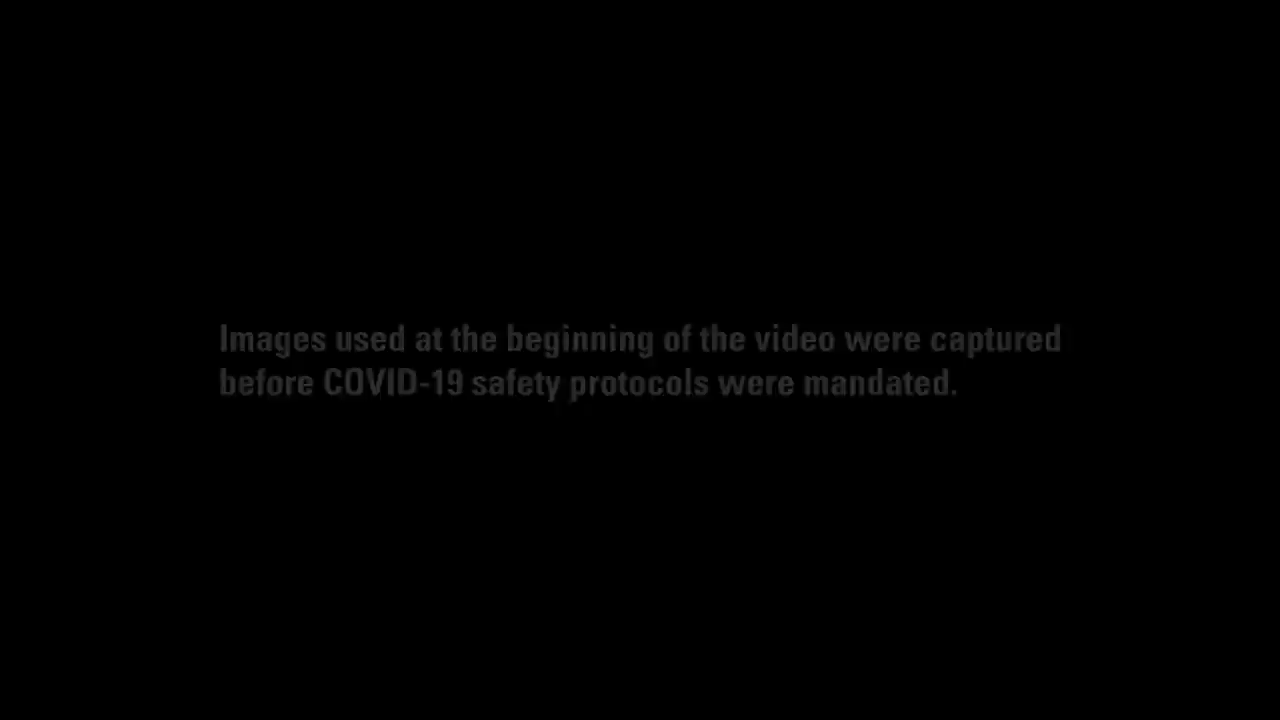 Images used at the beginning of the video were captured
before COVID-19 safety protocols were mandated.